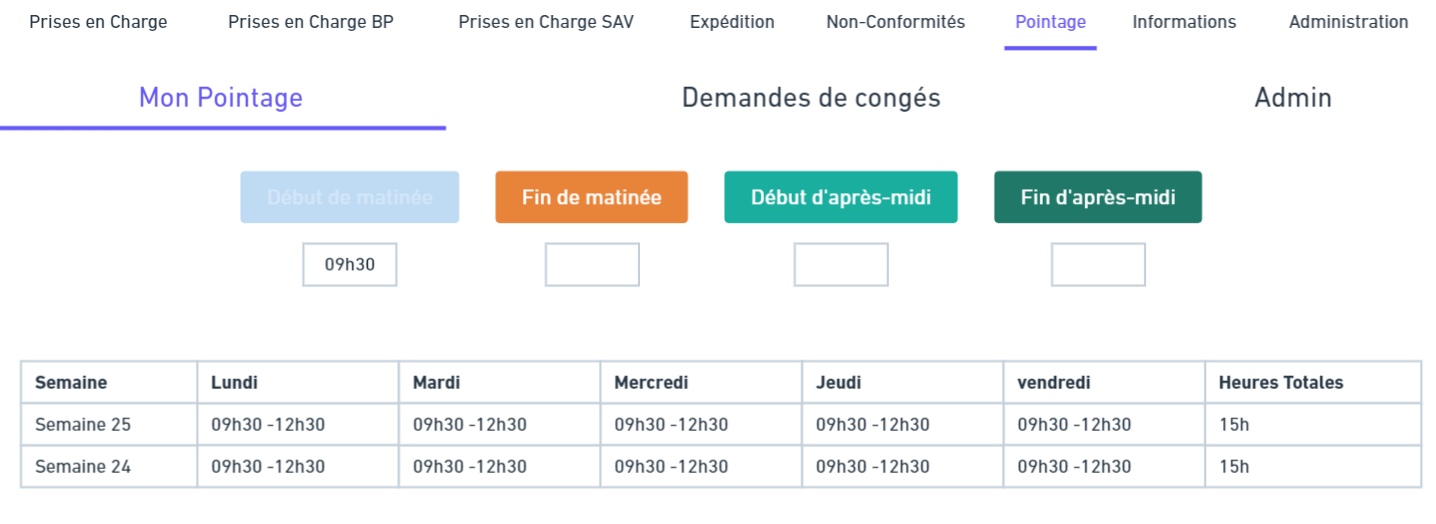 Prises en Charge Prises en Charge BP Prises en Charge SAV Expédition Non-Conformités Pointage Informations Administration
Mon Pointage Demandes de congés Admin
Début de matinée Fin de matinée Début d'après-midi Fin d'après-midi
09h30
Semaine Lundi Mardi Mercredi Jeudi vendredi Heures Totales
Semaine 25 09h30 -12h30 09h30 -12h30 09h30 -12h30 09h30 -12h30 09h30 -12h30 15h
Semaine 24 09h30 -12h30 09h30 -12h30 09h30 -12h30 09h30 -12h30 09h30 -12h30 15h